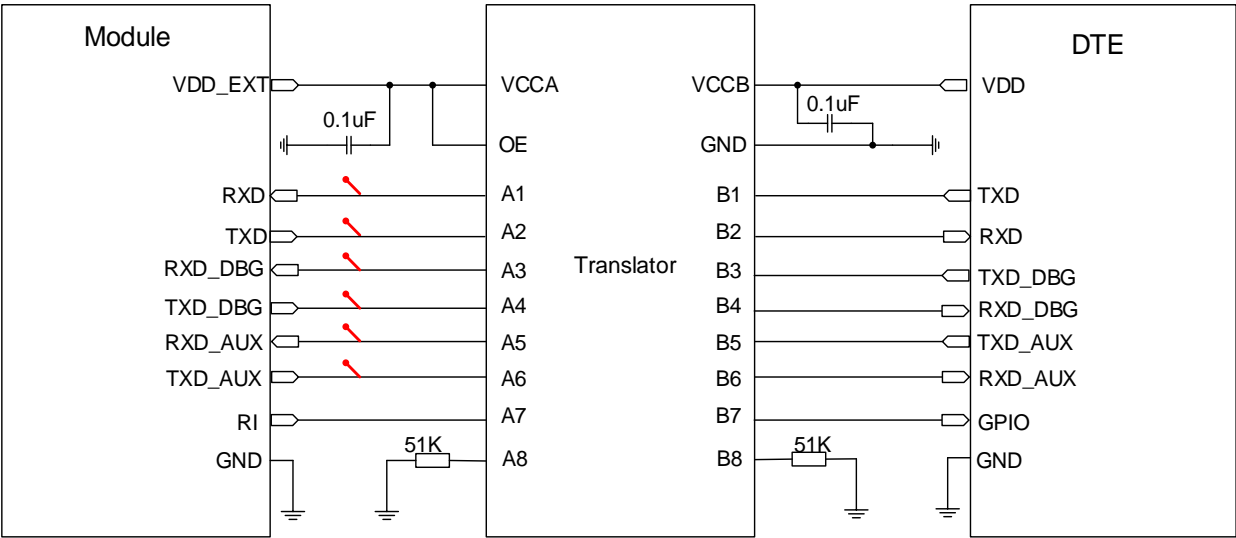 Module
DTE
VDD_EXT VCCA VCCB VDD
0.1uF 0.1uF
OE GND
RXD A1 B1 TXD
TXD A2 B2 RXD
RXD_DBG A3 Translator B3 TXD_DBG
TXD_DBG A4 B4 RXD_DBG
RXD_AUX A5 B5 TXD_AUX
TXD_AUX A6 B6 RXD_AUX
RI A7 B7 GPIO
51K 51K
GND A8 B8 GND